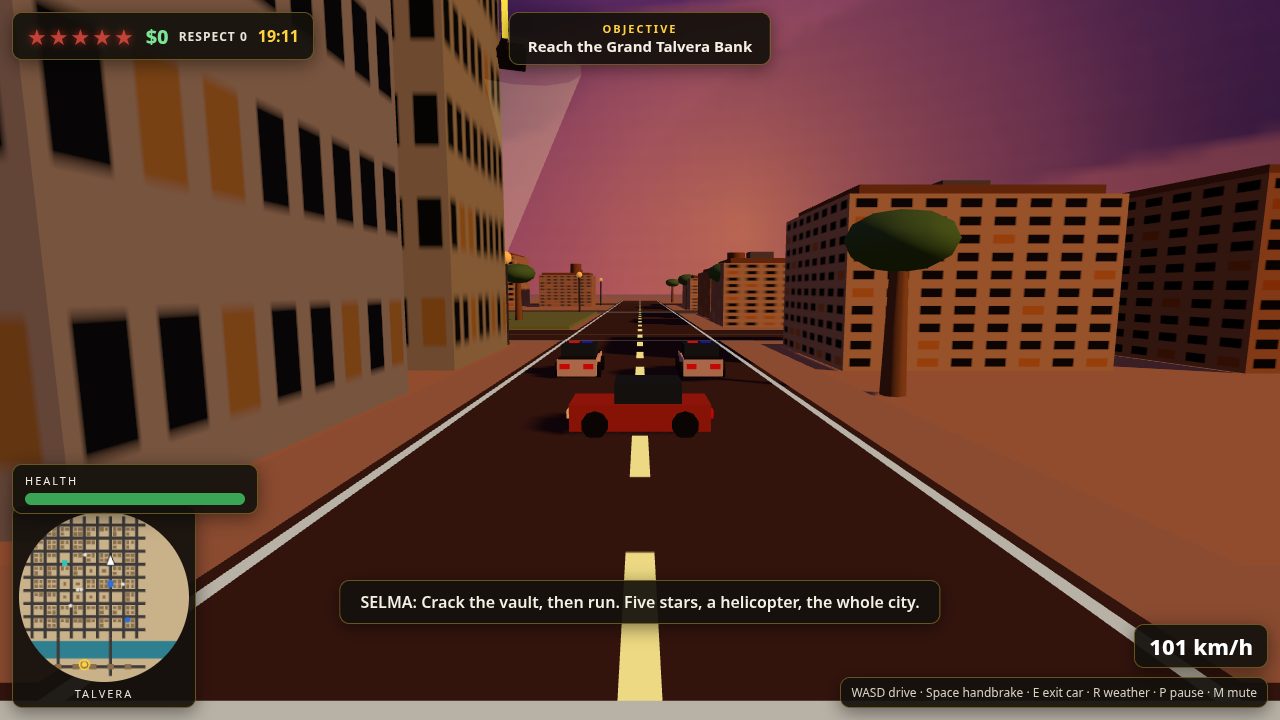 ★★★★★ $0 RESPECT 0 19:11
OBJECTIVE
Reach the Grand Talvera Bank
HEALTH
SELMA: Crack the vault, then run. Five stars, a helicopter, the whole city.
101 km/h
TALVERA
WASD drive · Space handbrake · E exit car · R weather · P pause · M mute